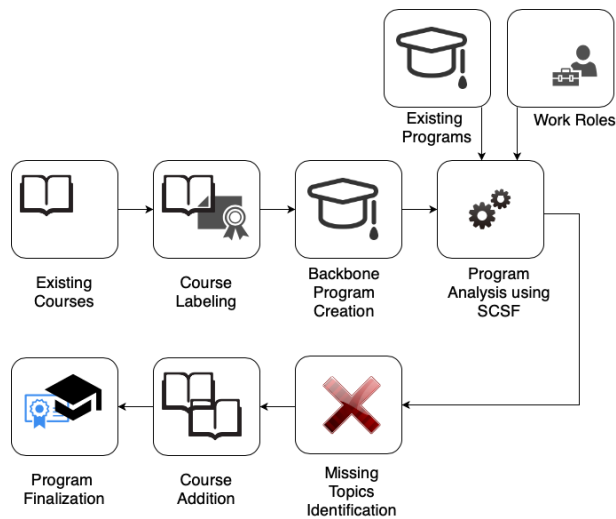 Existing
Programs
Work Roles
Existing
Courses
Course
Labeling
Backbone
Program
Creation
Program
Analysis using
SCSF
Program
Finalization
Course
Addition
Missing
Topics
Identification